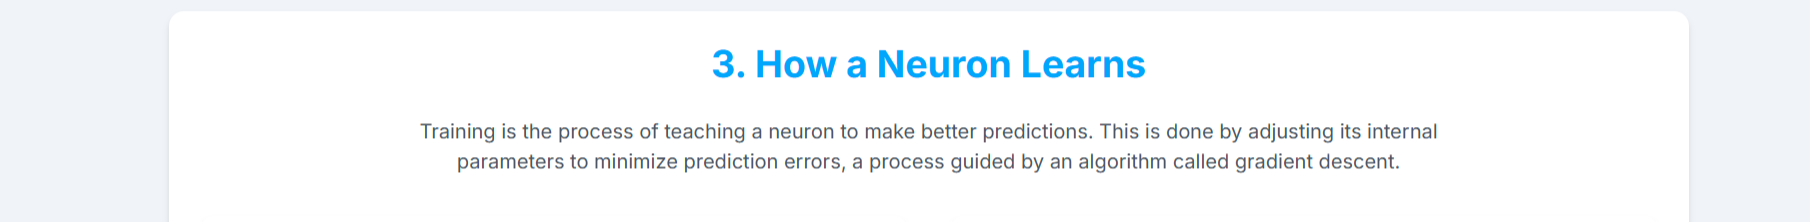 3. How a Neuron Learns
Training is the process of teaching a neuron to make better predictions. This is done by adjusting its internal
parameters to minimize prediction errors, a process guided by an algorithm called gradient descent.